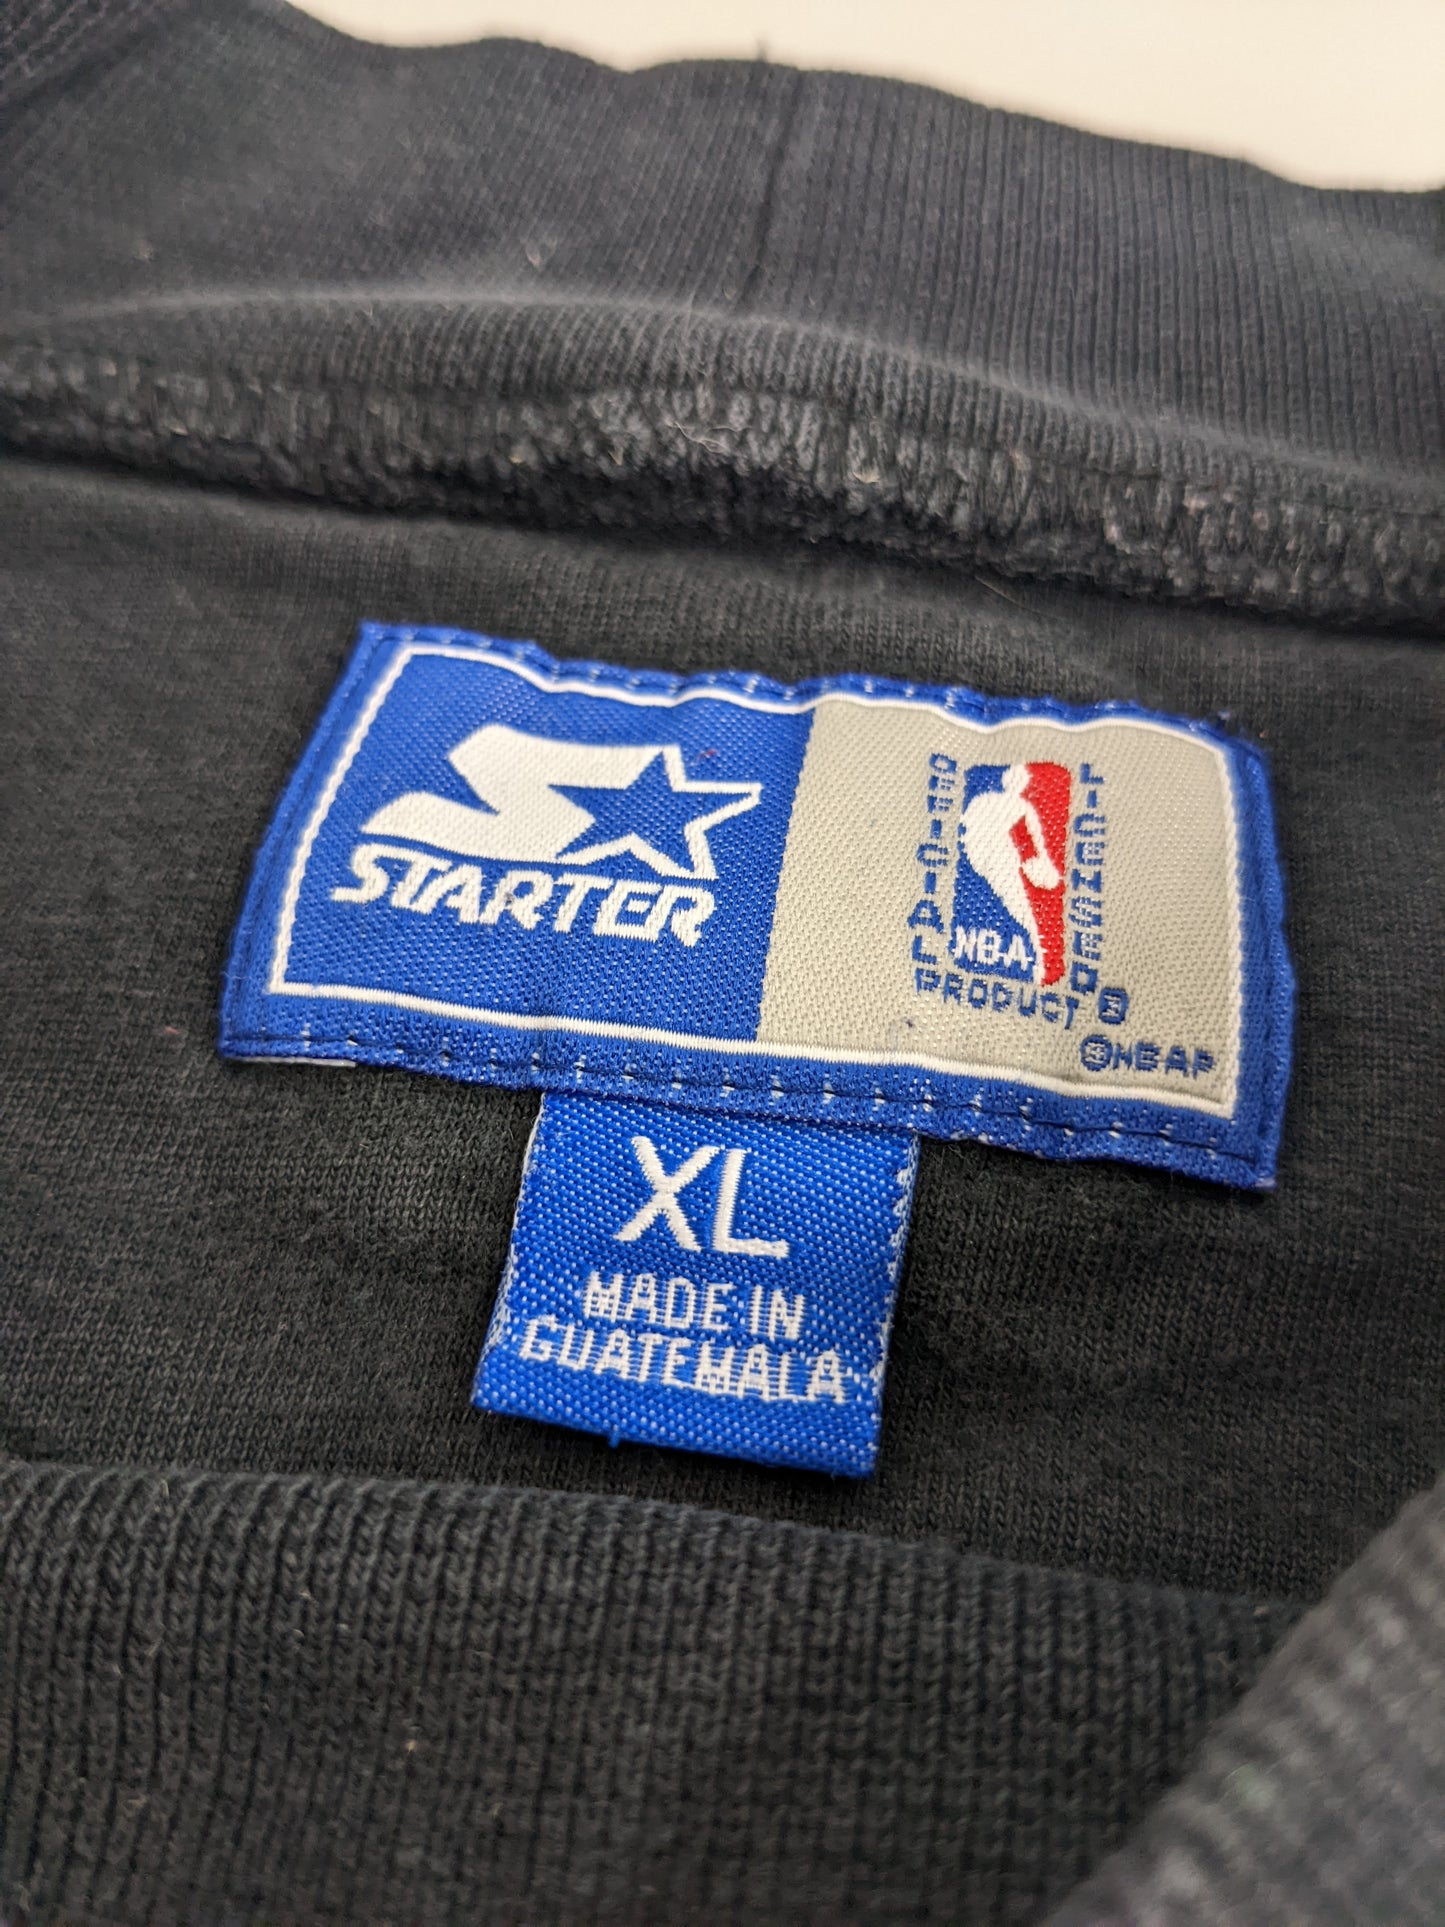 STARTER
OFFICIAL
LICENSED
NBA
PRODUCT
NBAP
XL
MADE IN
GUATEMALA